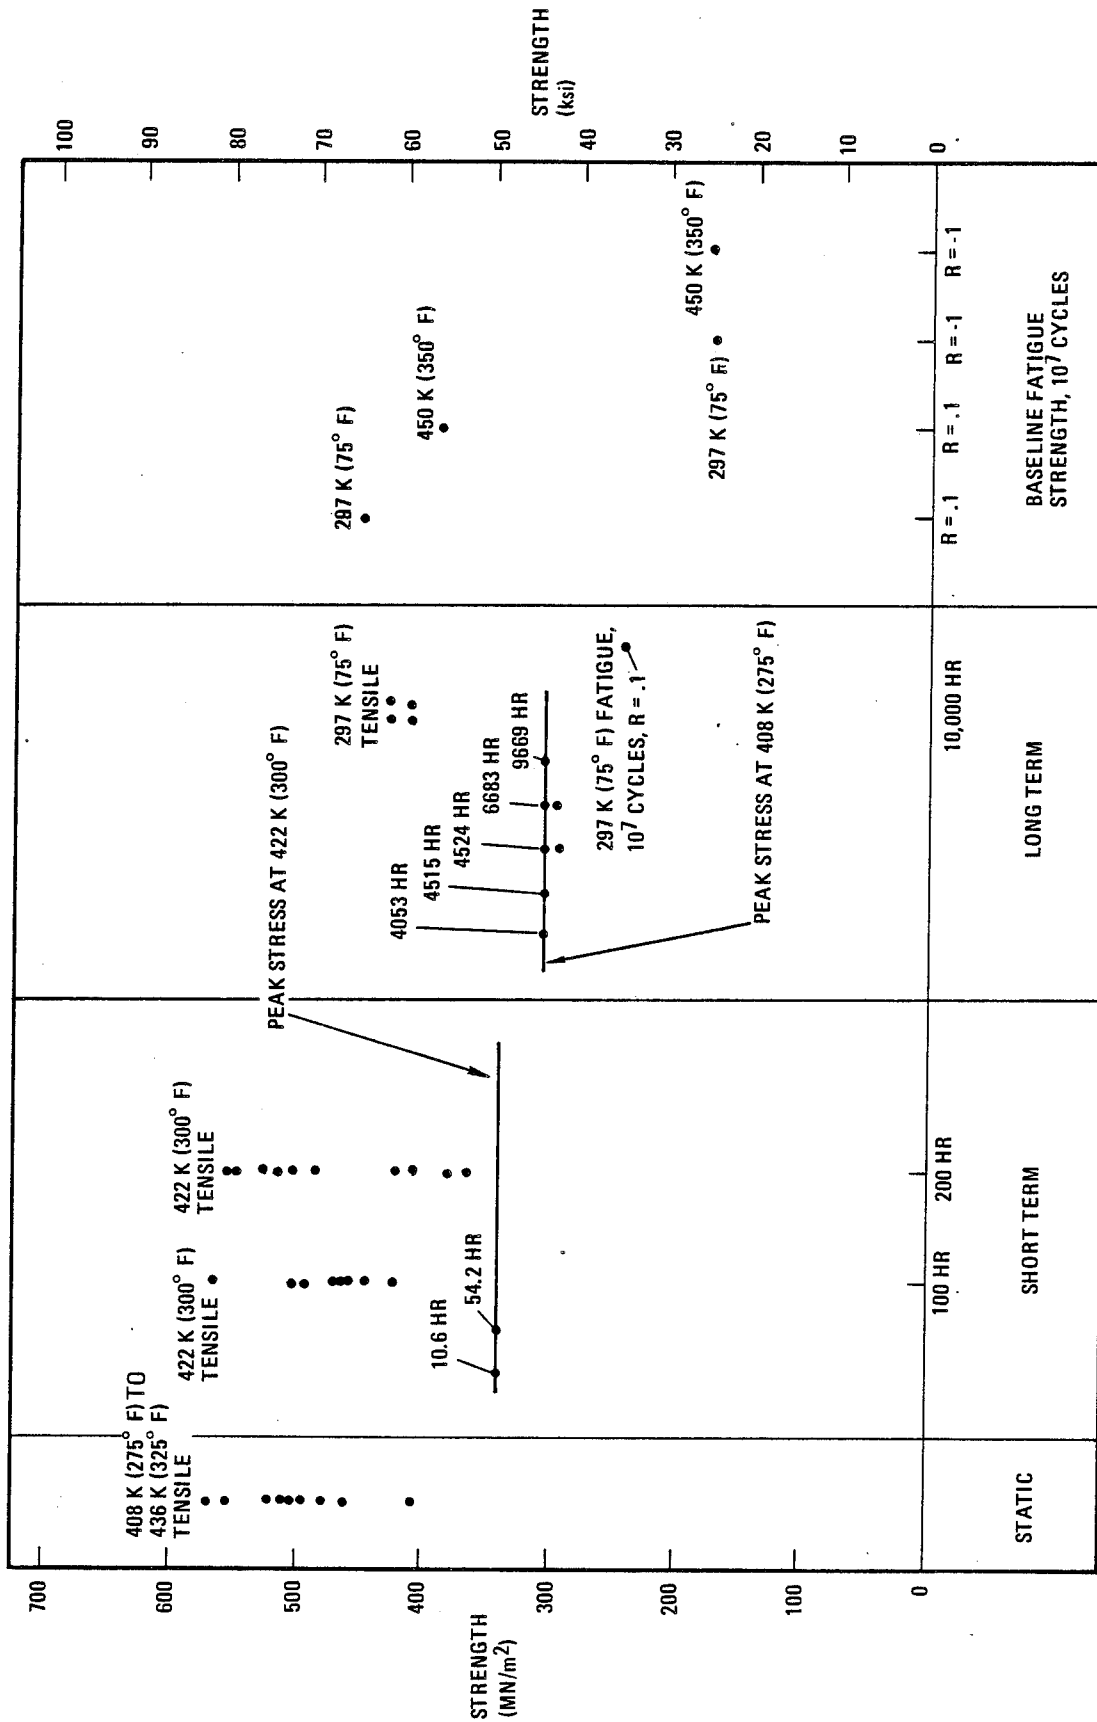 STRENGTH
(MN/m²)
700
600
500
400
300
200
100
0
408 K (275° F) TO
436 K (325° F)
TENSILE
STATIC
422 K (300° F)
TENSILE
422 K (300° F)
TENSILE
10.6 HR
54.2 HR
PEAK STRESS AT 422 K (300° F)
100 HR
200 HR
SHORT TERM
4053 HR
4515 HR
4524 HR
6683 HR
9669 HR
297 K (75° F)
TENSILE
297 K (75° F) FATIGUE,
10⁷ CYCLES, R = .1
PEAK STRESS AT 408 K (275° F)
10,000 HR
LONG TERM
297 K (75° F)
450 K (350° F)
297 K (75° F)
450 K (350° F)
R = .1
R = .1
R = -1
R = -1
BASELINE FATIGUE
STRENGTH, 10⁷ CYCLES
STRENGTH
(ksi)
100
90
80
70
60
50
40
30
20
10
0